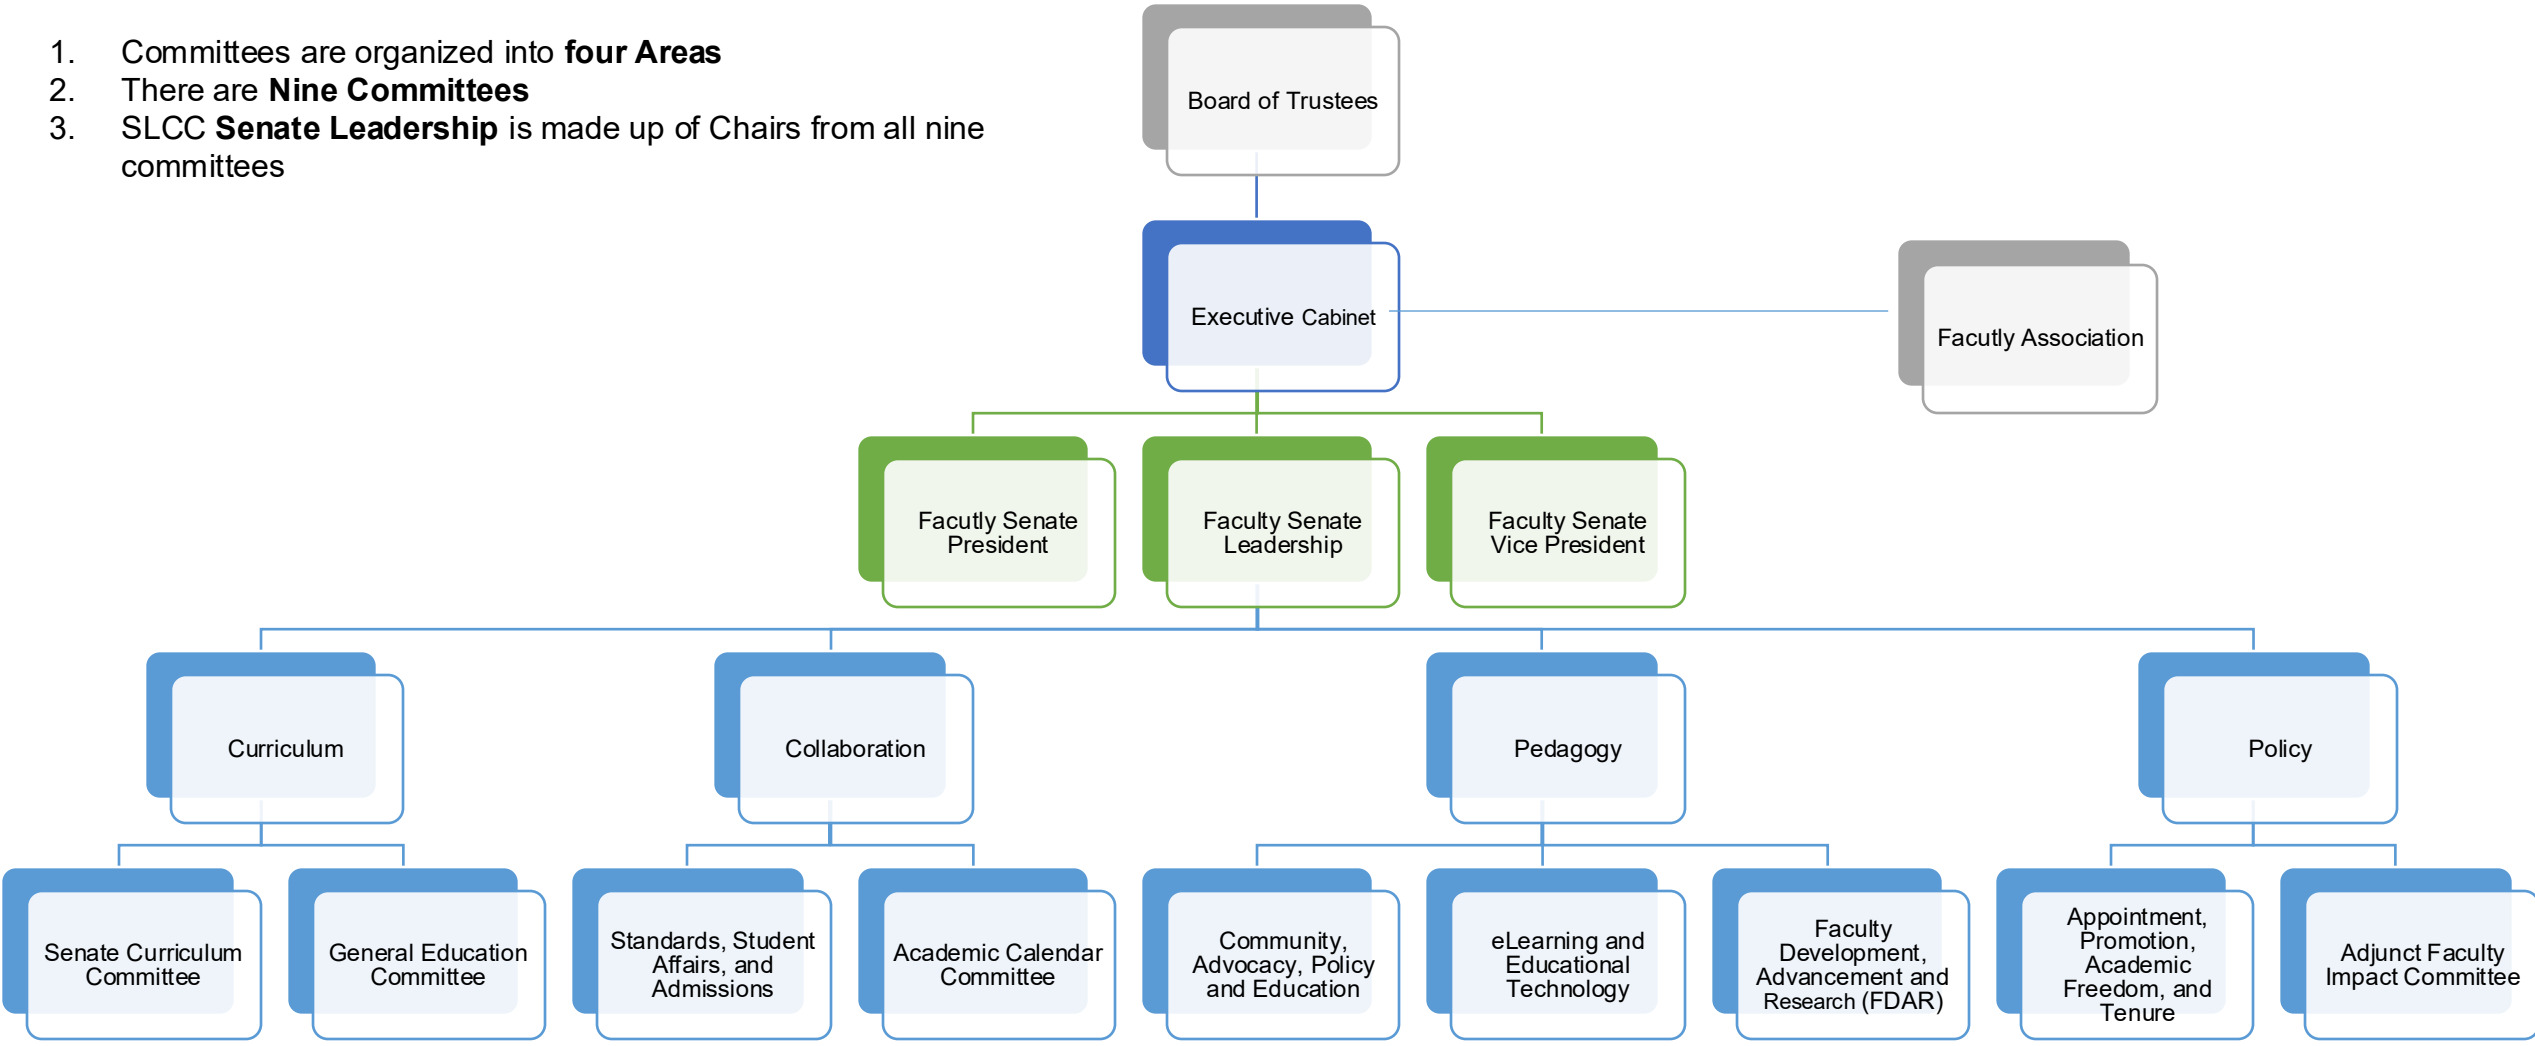 1. Committees are organized into four Areas
2. There are Nine Committees
3. SLCC Senate Leadership is made up of Chairs from all nine
committees
Board of Trustees
Executive Cabinet
Facutly Association
Facutly Senate
President
Faculty Senate
Leadership
Faculty Senate
Vice President
Curriculum
Collaboration
Pedagogy
Policy
Senate Curriculum
Committee
General Education
Committee
Standards, Student
Affairs, and
Admissions
Academic Calendar
Committee
Community,
Advocacy, Policy
and Education
eLearning and
Educational
Technology
Faculty
Development,
Advancement and
Research (FDAR)
Appointment,
Promotion,
Academic
Freedom, and
Tenure
Adjunct Faculty
Impact Committee